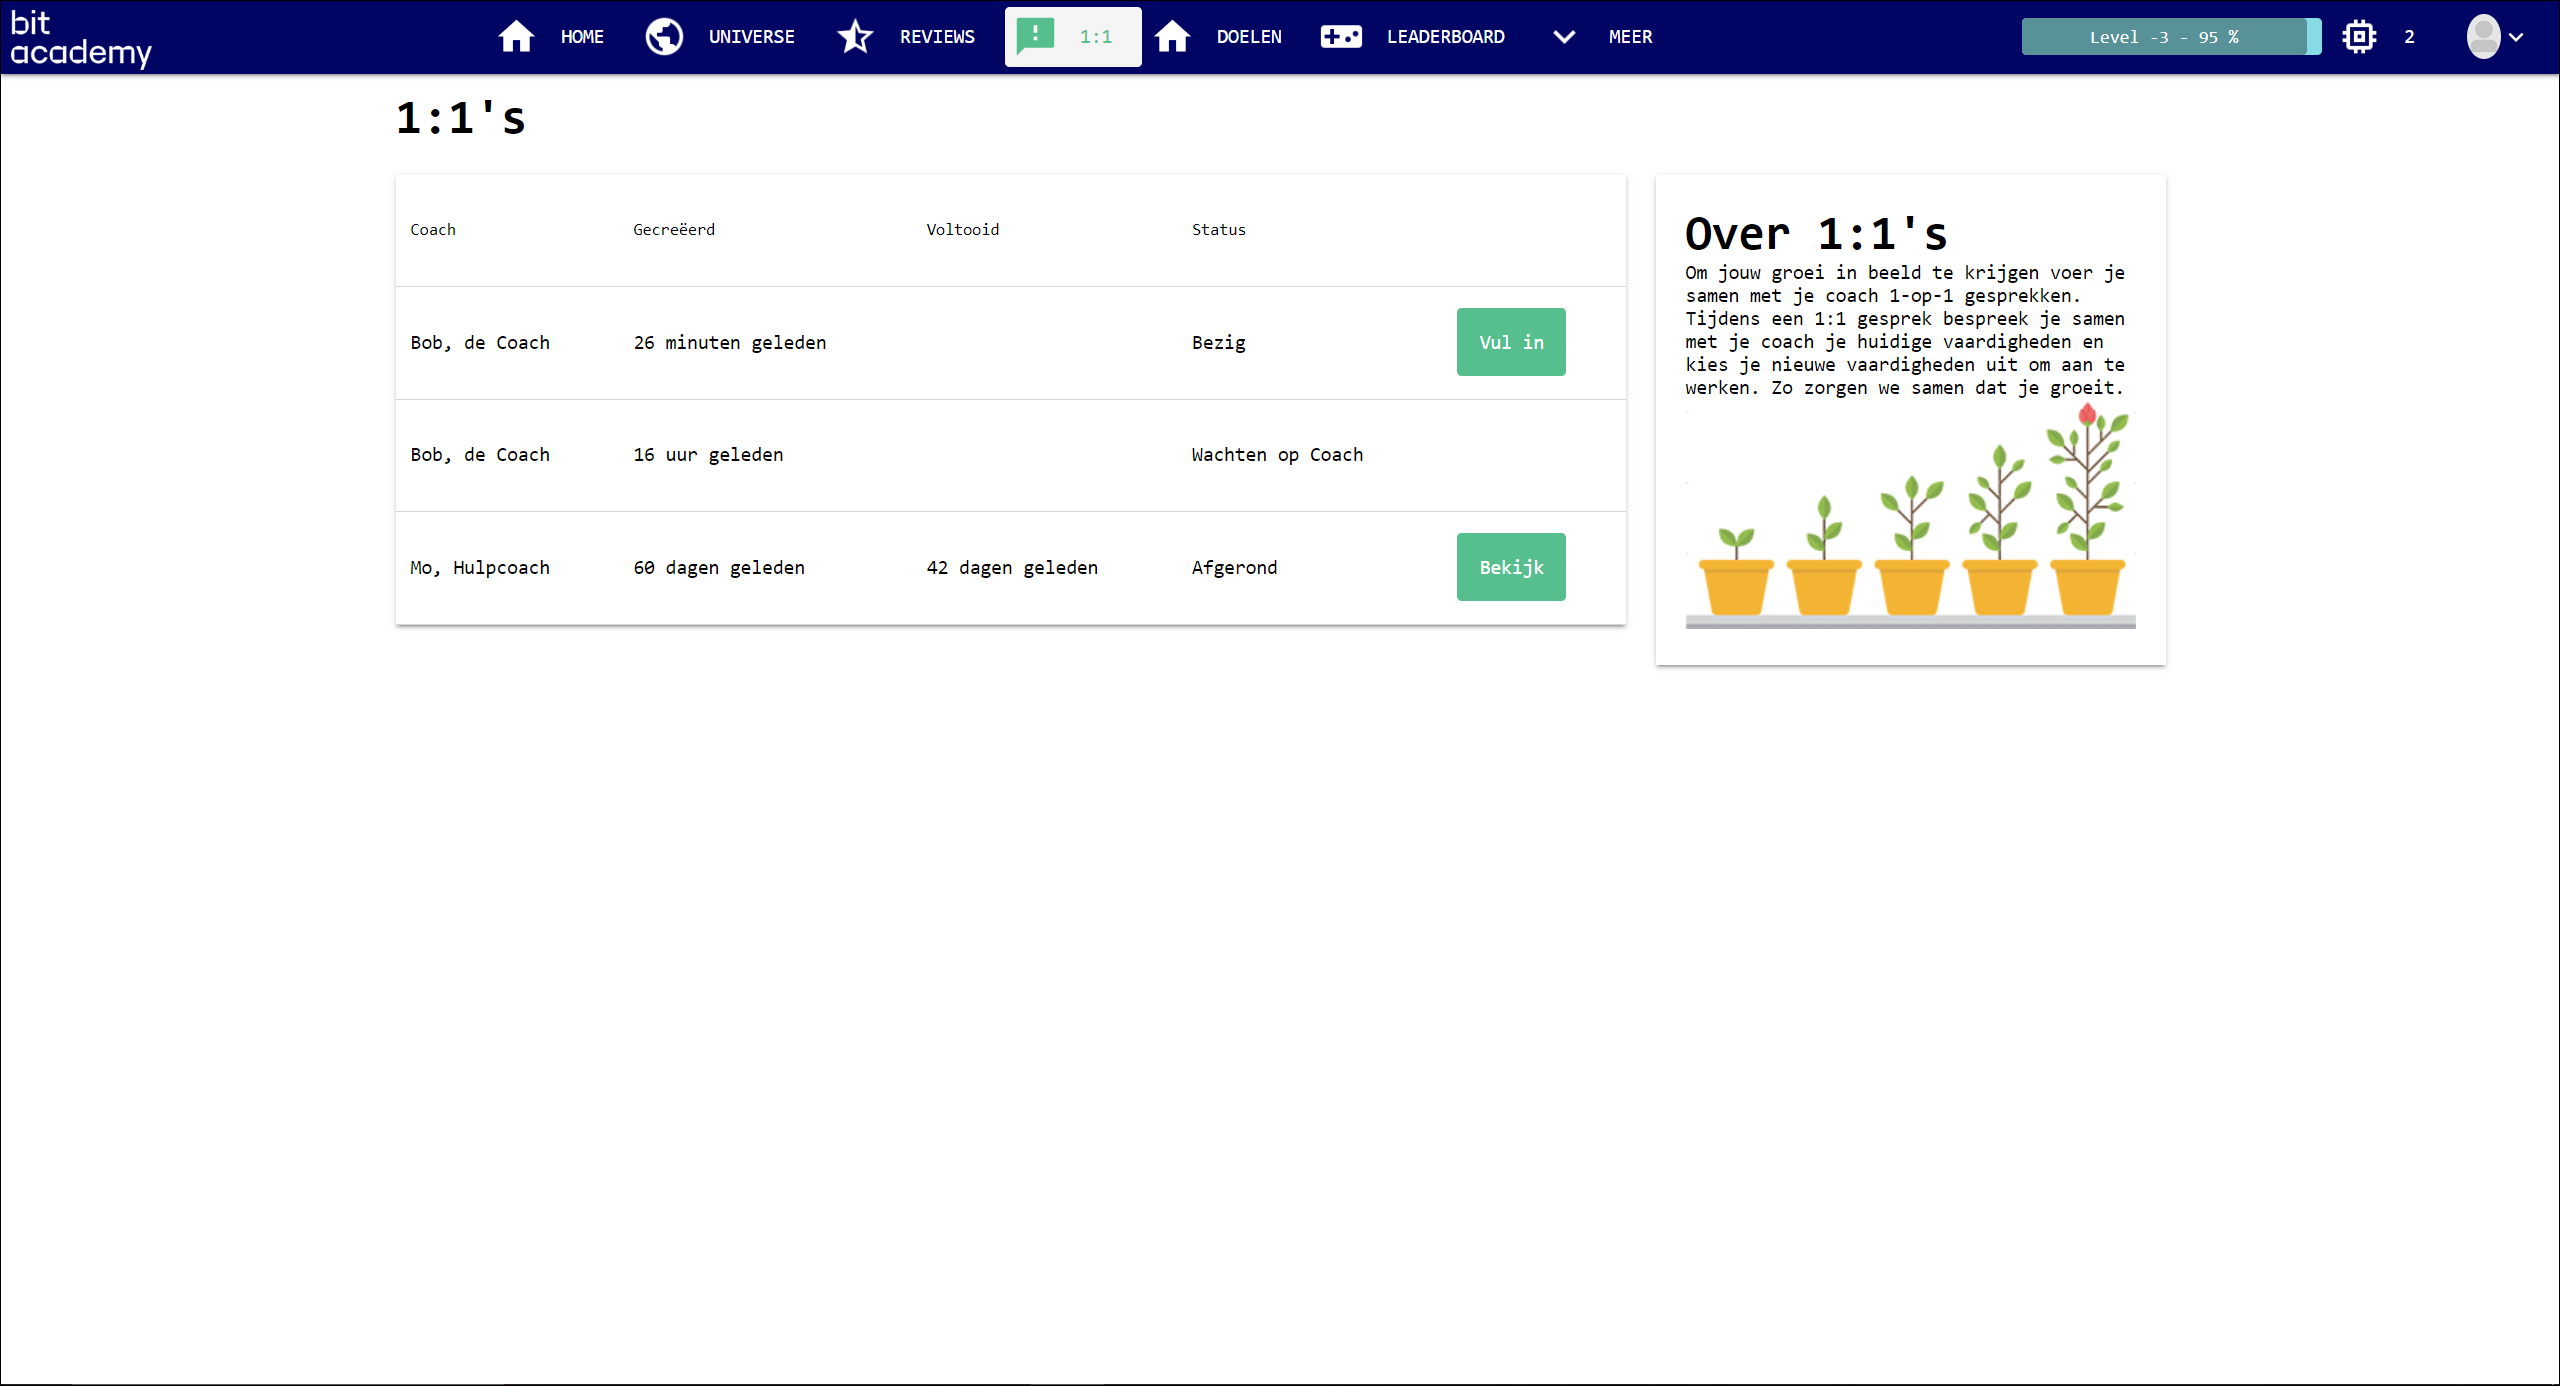 bit
academy
HOME
UNIVERSE
REVIEWS
1:1
DOELEN
LEADERBOARD
MEER
Level -3 - 95 %
2
1:1's
Coach Gecreëerd Voltooid Status
Bob, de Coach 26 minuten geleden Bezig Vul in
Bob, de Coach 16 uur geleden Wachten op Coach
Mo, Hulpcoach 60 dagen geleden 42 dagen geleden Afgerond Bekijk
Over 1:1's
Om jouw groei in beeld te krijgen voer je
samen met je coach 1-op-1 gesprekken.
Tijdens een 1:1 gesprek bespreek je samen
met je coach je huidige vaardigheden en
kies je nieuwe vaardigheden uit om aan te
werken. Zo zorgen we samen dat je groeit.